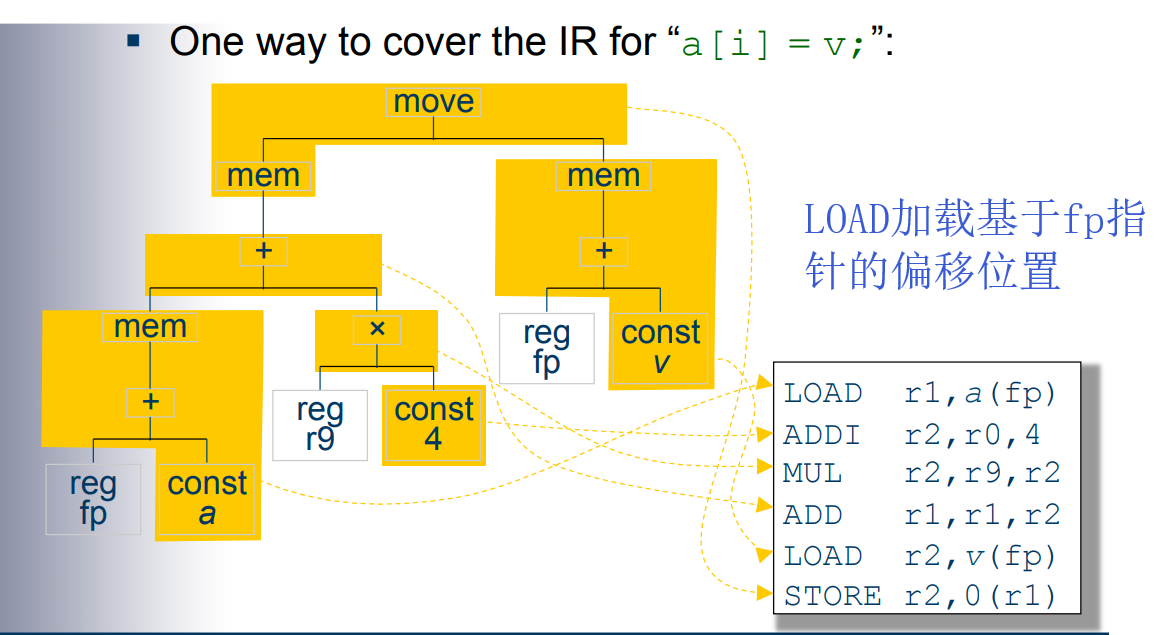 ▪ One way to cover the IR for “a[i] = v;”:
move
mem
mem
+
+
mem
×
reg
fp
const
v
+
reg
r9
const
4
reg
fp
const
a
LOAD加载基于fp指
针的偏移位置
LOAD r1,a(fp)
ADDI r2,r0,4
MUL r2,r9,r2
ADD r1,r1,r2
LOAD r2,v(fp)
STORE r2,0(r1)